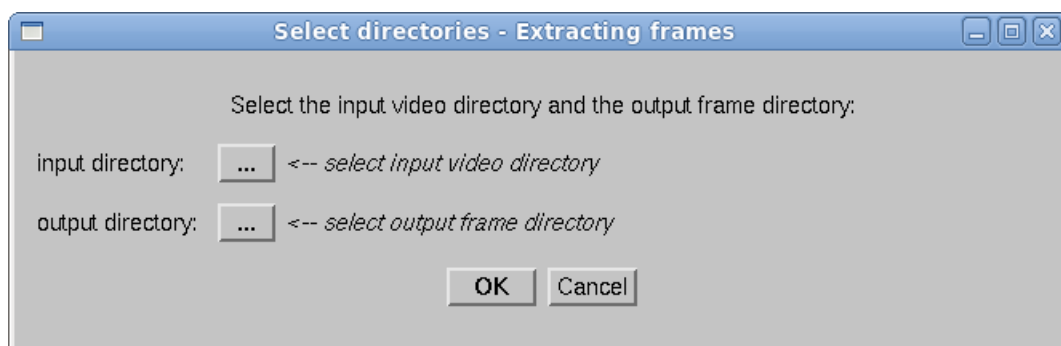 Select directories - Extracting frames
Select the input video directory and the output frame directory:
input directory: ... <-- select input video directory
output directory: ... <-- select output frame directory
OK Cancel